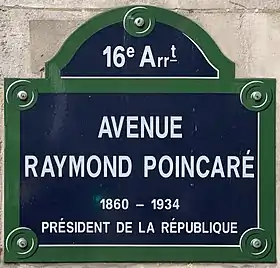 16e Arrt
AVENUE
RAYMOND POINCARÉ
1860 - 1934
PRÉSIDENT DE LA RÉPUBLIQUE